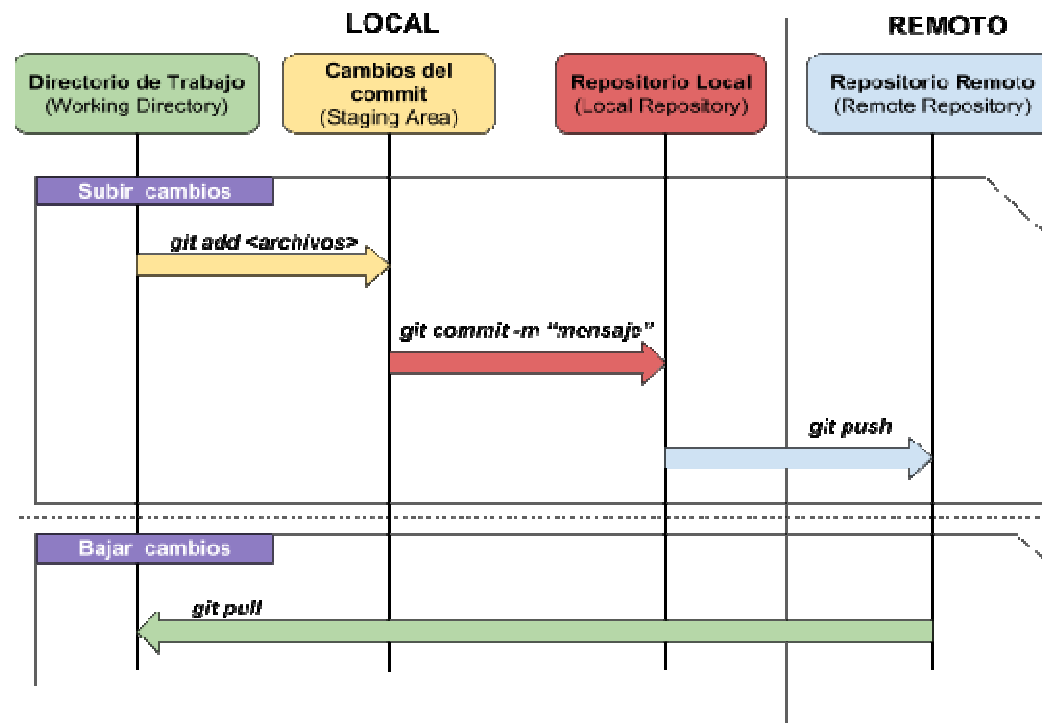 LOCAL
REMOTO
Directorio de Trabajo
(Working Directory)
Cambios del
commit
(Staging Area)
Repositorio Local
(Local Repository)
Repositorio Remoto
(Remote Repository)
Subir cambios
git add <archivos>
git commit -m “mensaje”
git push
Bajar cambios
git pull